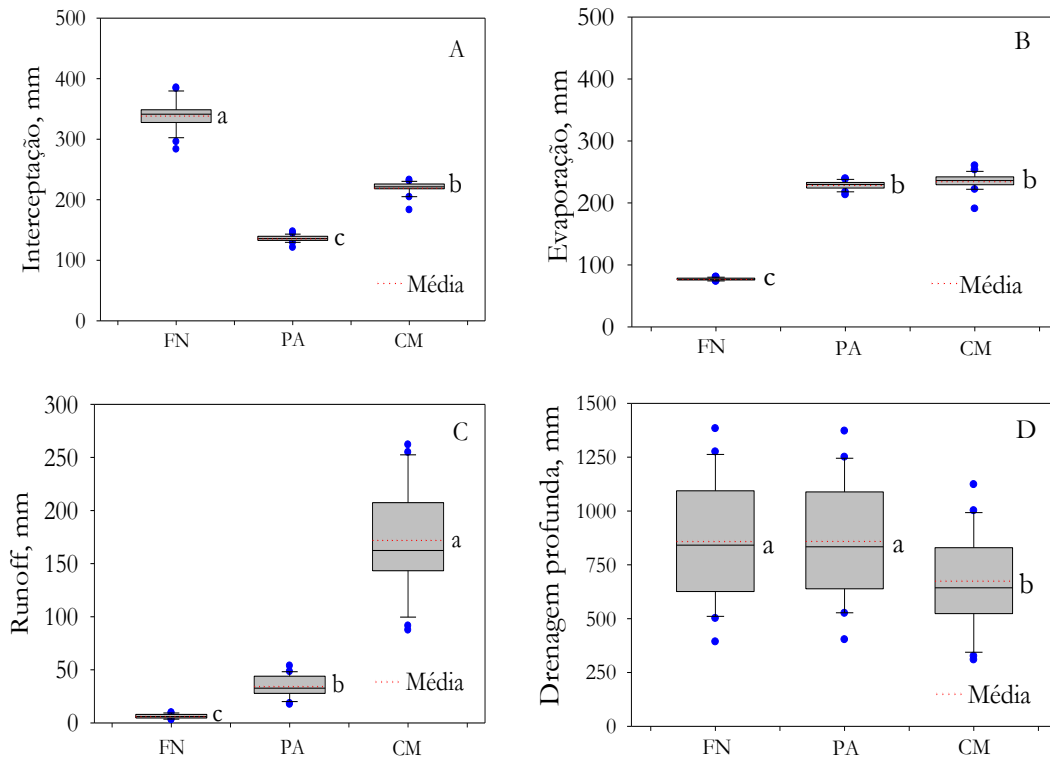 A
Interceptação, mm
500
400
300
200
100
0
a
c
b
Média
FN
PA
CM
B
Evaporação, mm
500
400
300
200
100
0
c
b
b
Média
FN
PA
CM
C
Runoff, mm
300
250
200
150
100
50
0
c
b
a
Média
FN
PA
CM
D
Drenagem profunda, mm
1500
1250
1000
750
500
250
0
a
a
b
Média
FN
PA
CM